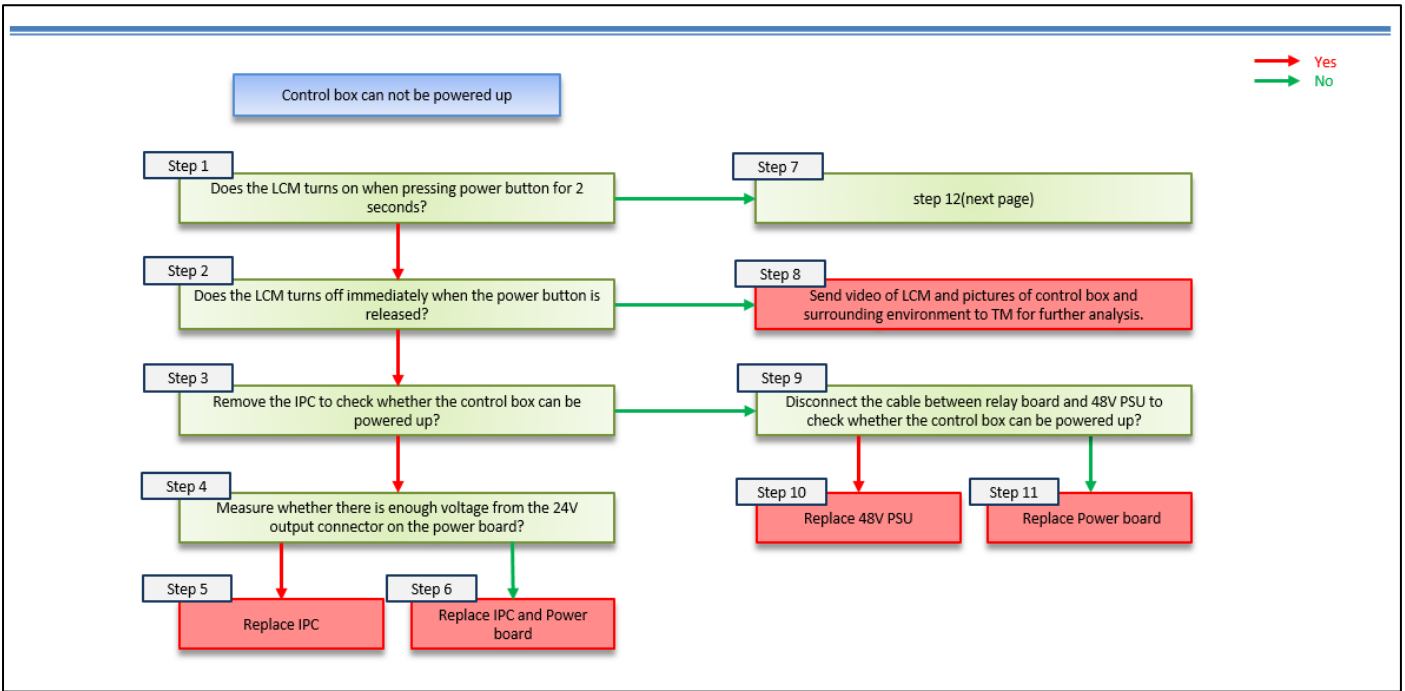 Yes
No
Control box can not be powered up
Step 1
Does the LCM turns on when pressing power button for 2
seconds?
Step 7
step 12(next page)
Step 2
Does the LCM turns off immediately when the power button is
released?
Step 8
Send video of LCM and pictures of control box and
surrounding environment to TM for further analysis.
Step 3
Remove the IPC to check whether the control box can be
powered up?
Step 9
Disconnect the cable between relay board and 48V PSU to
check whether the control box can be powered up?
Step 4
Measure whether there is enough voltage from the 24V
output connector on the power board?
Step 10
Replace 48V PSU
Step 11
Replace Power board
Step 5
Replace IPC
Step 6
Replace IPC and Power
board